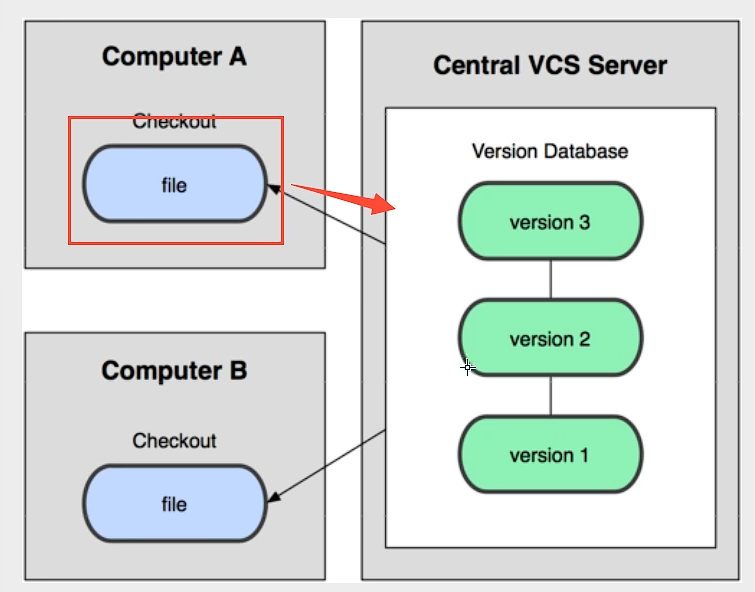 Computer A
Checkout
file
Computer B
Checkout
file
Central VCS Server
Version Database
version 3
version 2
version 1